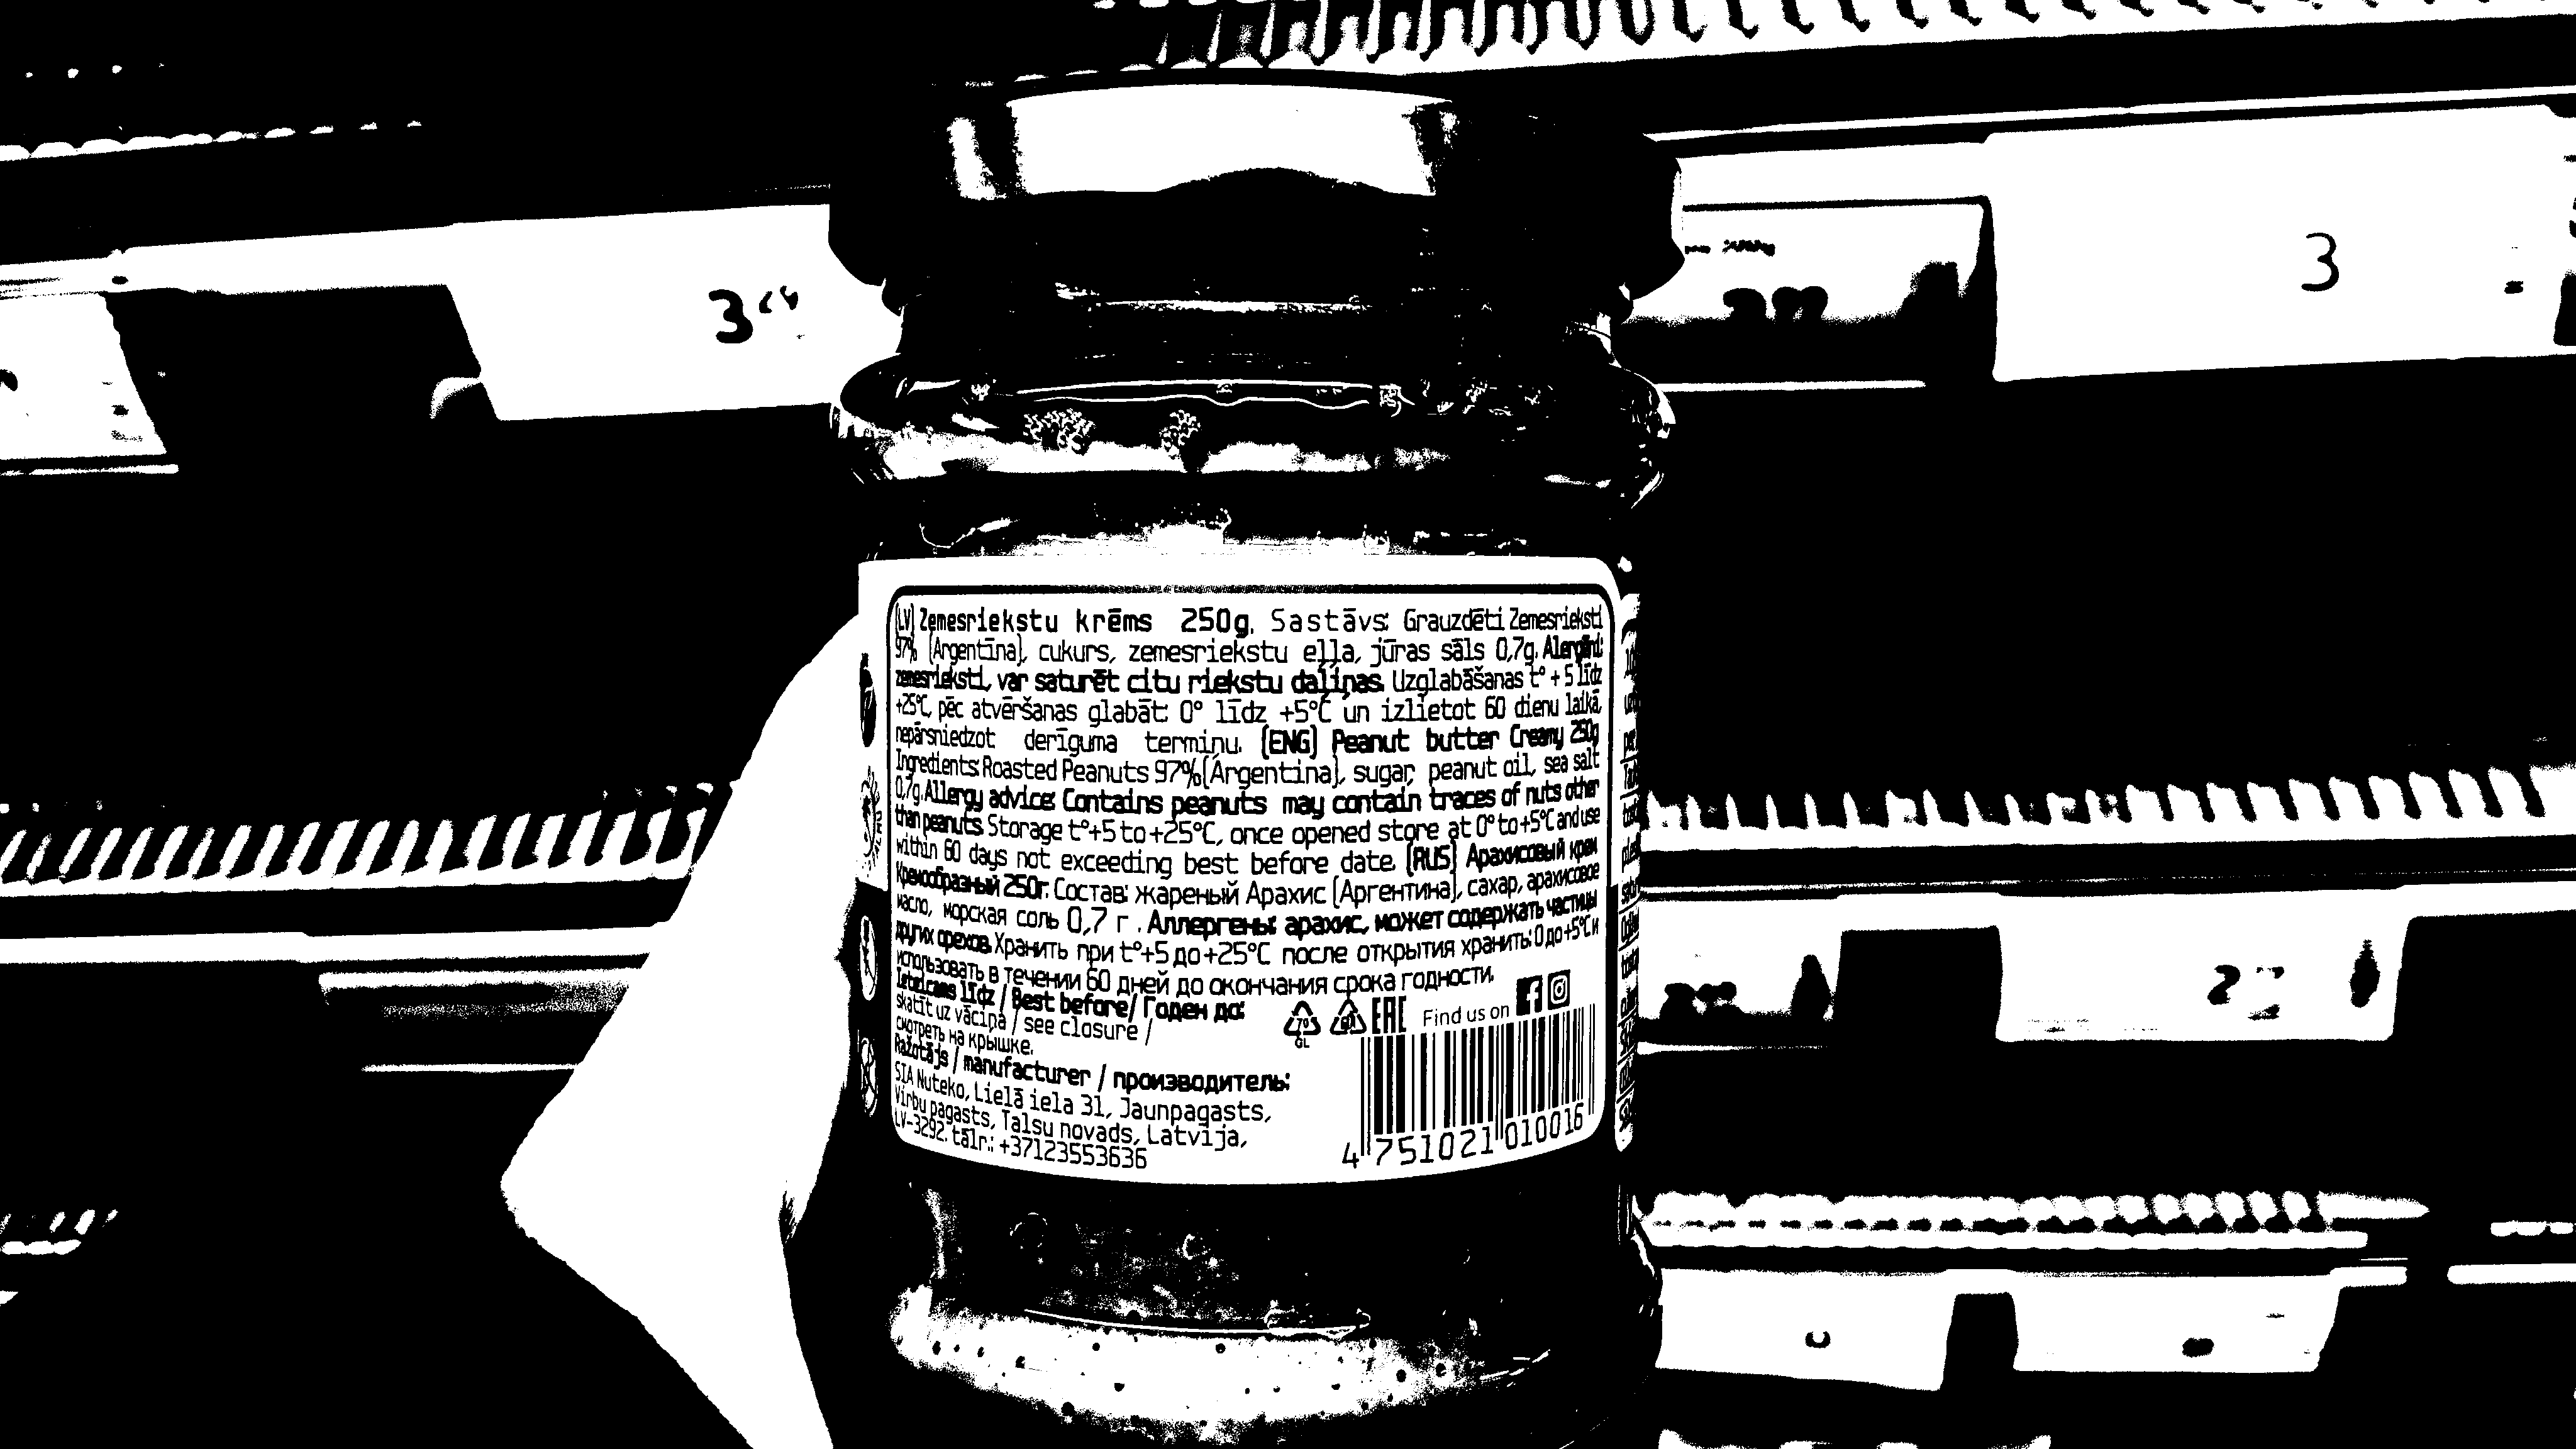 3
3
(LV) Zemesriekstu krēms 250g. Sastāvs: Grauzdēti Zemesrieksti
97% (Argentīna), cukurs, zemesriekstu eļļa, jūras sāls 0,7g. Alergēni:
zemesrieksti, var saturēt citu riekstu daļiņas. Uzglabāšanas t° +5 līdz
+25°C, pēc atvēršanas glabāt: 0° līdz +5°C un izlietot 60 dienu laikā,
nepārsniedzot derīguma termiņu. (ENG) Peanut butter Creamy 250g
Ingredients: Roasted Peanuts 97% (Argentina), sugar, peanut oil, sea salt
0,7g. Allergy advice: Contains peanuts may contain traces of nuts other
than peanuts. Storage t°+5 to +25°C, once opened store at 0° to +5°C and use
within 60 days not exceeding best before date. (RUS) Арахисовый крем
Кремообразный 250г. Состав: жареный Арахис (Аргентина), сахар, арахисовое
масло, морская соль 0,7 г. Аллергены: арахис, может содержать частицы
других орехов. Хранить при t°+5 до +25°C после открытия хранить: 0 до +5°C и
использовать в течении 60 дней до окончания срока годности.
Ieteicams līdz / Best before/ Годен до:
skatīt uz vāciņa / see closure /
смотреть на крышке.
70
GL
EAC
Find us on
Ražotājs / manufacturer / производитель:
SIA Nuteko, Lielā iela 31, Jaunpagasts,
Virbu pagasts, Talsu novads, Latvija,
LV-3292. tālr.: +37123553636
4 751021 010016